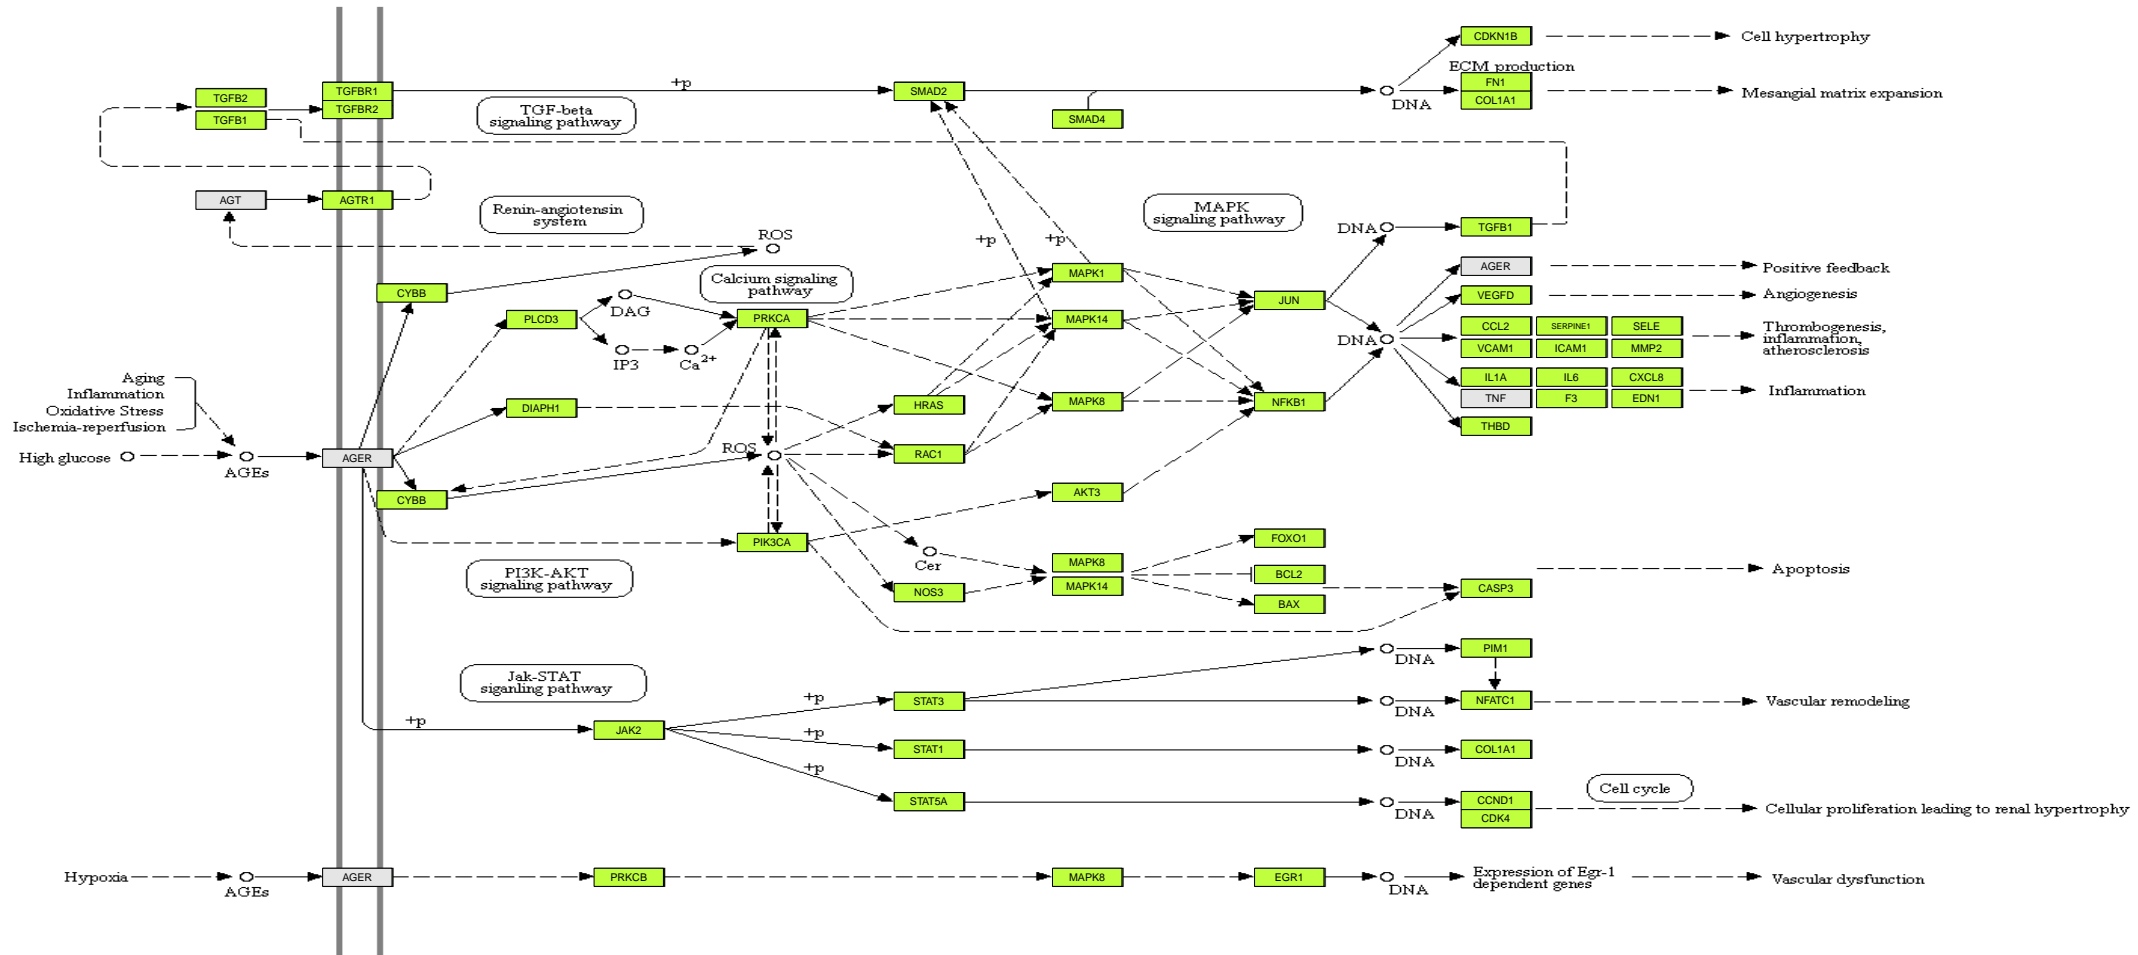 CDKN1B
Cell hypertrophy
ECM production
TGFB2
TGFB1
TGFBR1
TGFBR2
+p
TGF-beta
signaling pathway
SMAD2
SMAD4
DNA
FN1
COL1A1
Mesangial matrix expansion
AGT
AGTR1
Renin-angiotensin
system
MAPK
signaling pathway
ROS
+p
+p
DNA
TGFB1
CYBB
Calcium signaling
pathway
MAPK1
AGER
Positive feedback
JUN
VEGFD
Angiogenesis
PLCD3
DAG
IP3
Ca2+
PRKCA
MAPK14
DNA
CCL2
SERPINE1
SELE
VCAM1
ICAM1
MMP2
Thrombogenesis,
inflammation,
atherosclerosis
Aging
Inflammation
Oxidative Stress
Ischemia-reperfusion
High glucose
AGEs
AGER
DIAPH1
HRAS
MAPK8
NFKB1
IL1A
IL6
CXCL8
TNF
F3
EDN1
Inflammation
THBD
ROS
RAC1
CYBB
AKT3
PIK3CA
PI3K-AKT
signaling pathway
Cer
NOS3
MAPK8
MAPK14
FOXO1
BCL2
BAX
CASP3
Apoptosis
Jak-STAT
siganling pathway
+p
JAK2
+p
+p
+p
STAT3
STAT1
STAT5A
DNA
PIM1
DNA
NFATC1
Vascular remodeling
DNA
COL1A1
DNA
CCND1
CDK4
Cell cycle
Cellular proliferation leading to renal hypertrophy
Hypoxia
AGEs
AGER
PRKCB
MAPK8
EGR1
DNA
Expression of Egr-1
dependent genes
Vascular dysfunction